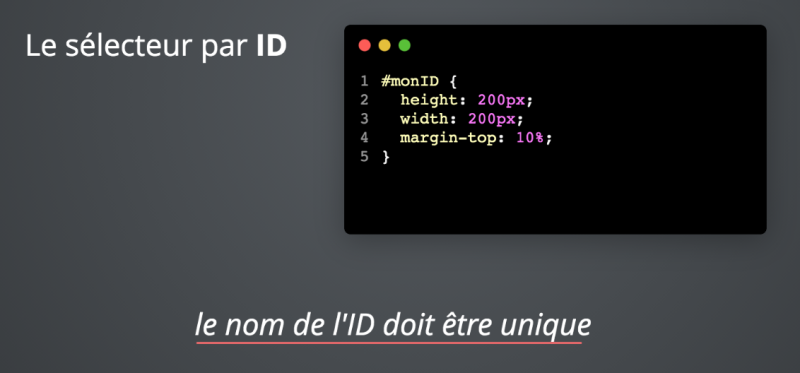 Le sélecteur par ID
1 #monID {
2 height: 200px;
3 width: 200px;
4 margin-top: 10%;
5 }
le nom de l'ID doit être unique